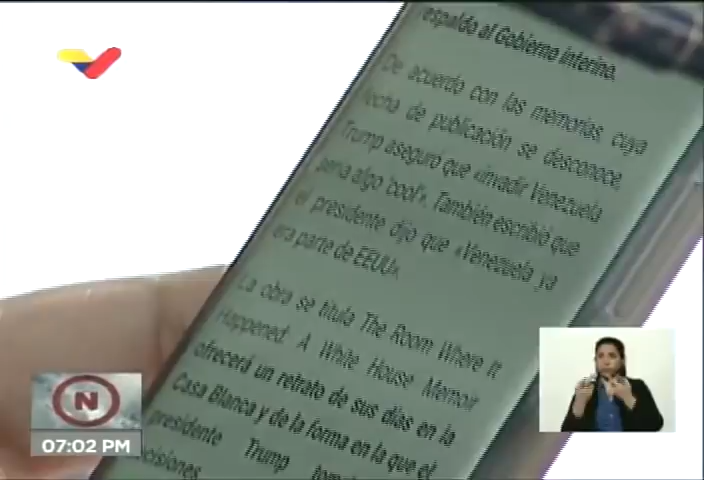 respaldo al Gobierno interino.
De acuerdo con las memorias, cuya
fecha de publicación se desconoce,
Trump aseguró que «invadir Venezuela
sería algo 'cool'». También escribió que
el presidente dijo que «Venezuela ya
era parte de EEUU».
La obra se titula The Room Where It
Happened: A White House Memoir
ofrecerá un retrato de sus días en la
Casa Blanca y de la forma en la que el
presidente Trump
decisiones.
N
07:02 PM